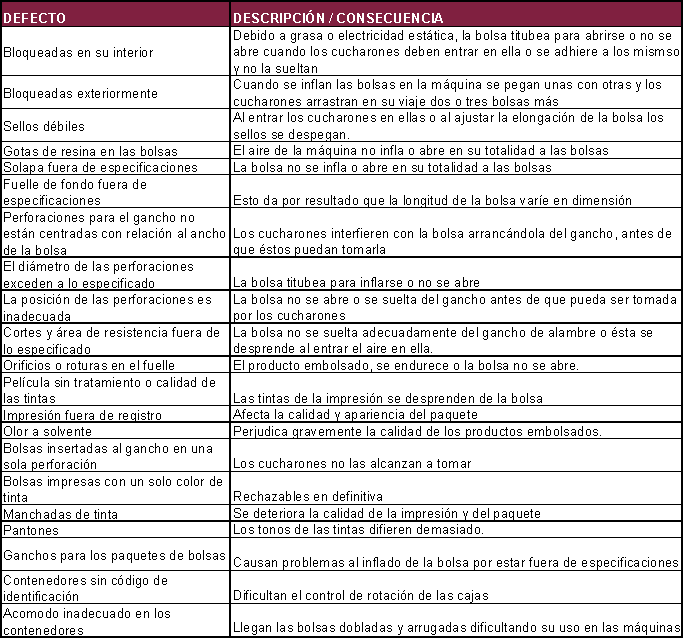 DEFECTO
DESCRIPCIÓN / CONSECUENCIA
Bloqueadas en su interior
Debido a grasa o electricidad estática, la bolsa titubea para abrirse o no se
abre cuando los cucharones deben entrar en ella o se adhiere a los mismso
y no la sueltan
Bloqueadas exteriormente
Cuando se inflan las bolsas en la máquina se pegan unas con otras y los
cucharones arrastran en su viaje dos o tres bolsas más
Sellos débiles
Al entrar los cucharones en ellas o al ajustar la elongación de la bolsa los
sellos se despegan.
Gotas de resina en las bolsas
El aire de la máquina no infla o abre en su totalidad a las bolsas
Solapa fuera de especificaciones
La bolsa no se infla o abre en su totalidad a las bolsas
Fuelle de fondo fuera de
especificaciones
Esto da por resultado que la longitud de la bolsa varíe en dimensión
Perforaciones para el gancho no
están centradas con relación al ancho
de la bolsa
Los cucharones interfieren con la bolsa arrancándola del gancho, antes de
que éstos puedan tomarla
El diámetro de las perforaciones
exceden a lo especificado
La bolsa titubea para inflarse o no se abre
La posición de las perforaciones es
inadecuada
La bolsa no se abre o se suelta del gancho antes de que pueda ser tomada
por los cucharones
Cortes y área de resistencia fuera de
lo especificado
La bolsa no se suelta adecuadamente del gancho de alambre o ésta se
desprende al entrar el aire en ella.
Orificios o roturas en el fuelle
El producto embolsado, se endurece o la bolsa no se abre.
Película sin tratamiento o calidad de
las tintas
Las tintas de la impresión se desprenden de la bolsa
Impresión fuera de registro
Afecta la calidad y apariencia del paquete
Olor a solvente
Perjudica gravemente la calidad de los productos embolsados.
Bolsas insertadas al gancho en una
sola perforación
Los cucharones no las alcanzan a tomar
Bolsas impresas con un solo color de
tinta
Rechazables en definitiva
Manchadas de tinta
Se deteriora la calidad de la impresión y del paquete
Pantones
Los tonos de las tintas difieren demasiado.
Ganchos para los paquetes de bolsas
Causan problemas al inflado de la bolsa por estar fuera de especificaciones
Contenedores sin código de
identificación
Dificultan el control de rotación de las cajas
Acomodo inadecuado en los
contenedores
Llegan las bolsas dobladas y arrugadas dificultando su uso en las máquinas